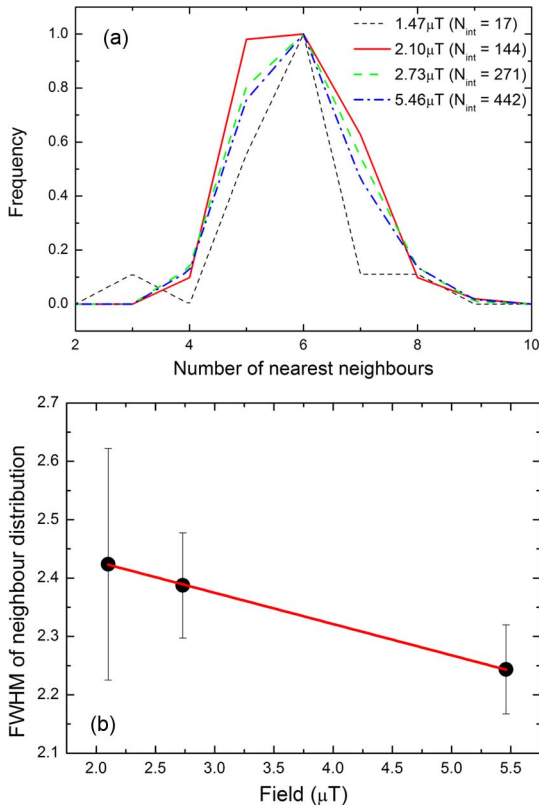 (a)
1.47μT (N_int = 17)
2.10μT (N_int = 144)
2.73μT (N_int = 271)
5.46μT (N_int = 442)
Frequency
1.0
0.8
0.6
0.4
0.2
0.0
2 4 6 8 10
Number of nearest neighbours
FWHM of neighbour distribution
2.7
2.6
2.5
2.4
2.3
2.2
2.1
(b)
2.0 2.5 3.0 3.5 4.0 4.5 5.0 5.5
Field (μT)